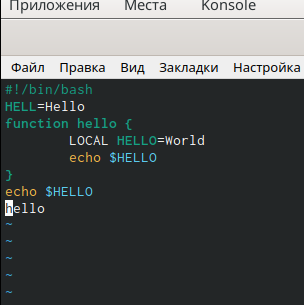 Приложения Места Konsole
Файл Правка Вид Закладки Настройка
#!/bin/bash
HELL=Hello
function hello {
        LOCAL HELLO=World
        echo $HELLO
}
echo $HELLO
hello
~
~
~
~
~